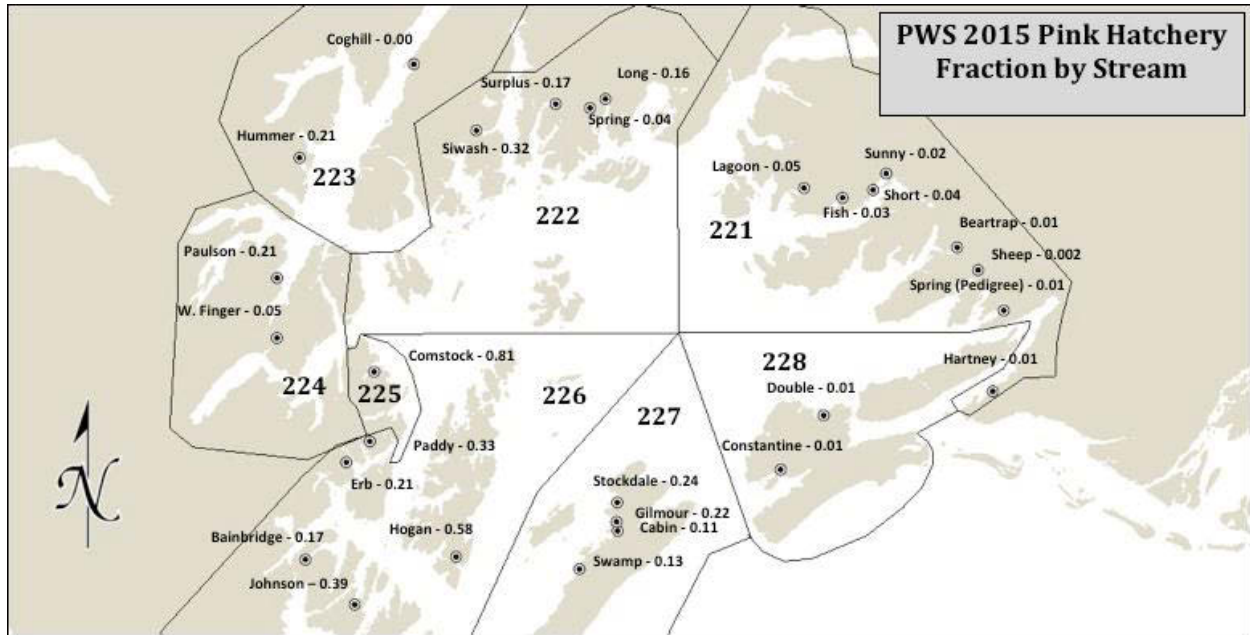 PWS 2015 Pink Hatchery
Fraction by Stream
Coghill - 0.00
Long - 0.16
Surplus - 0.17
Spring - 0.04
Hummer - 0.21
Siwash - 0.32
223
Sunny - 0.02
Lagoon - 0.05
Short - 0.04
Fish - 0.03
222
221
Beartrap - 0.01
Paulson - 0.21
Sheep - 0.002
Spring (Pedigree) - 0.01
W. Finger - 0.05
Comstock - 0.81
228
Hartney - 0.01
224
225
226
Double - 0.01
227
Paddy - 0.33
Constantine - 0.01
Erb - 0.21
Stockdale - 0.24
N
Gilmour - 0.22
Hogan - 0.58
Cabin - 0.11
Bainbridge - 0.17
Swamp - 0.13
Johnson – 0.39